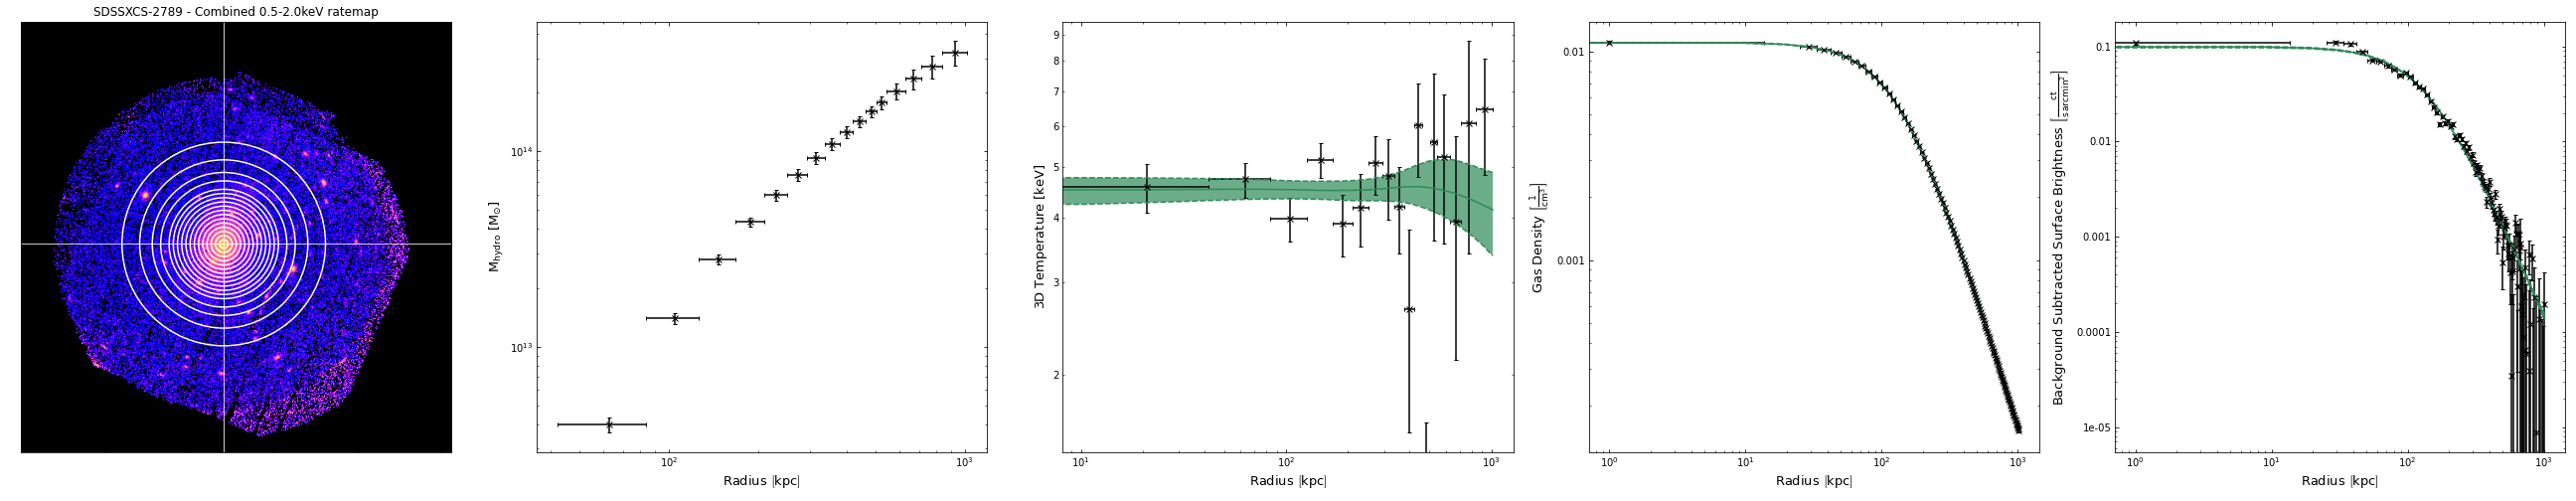 SDSSXCS-2789 - Combined 0.5-2.0keV ratemap
M_hydro [M_⊙]
10^14
10^13
10^2
10^3
Radius [kpc]
3D Temperature [keV]
9
8
7
6
5
4
3
2
10^1
10^2
10^3
Radius [kpc]
Gas Density [1/cm^3]
0.01
0.001
10^0
10^1
10^2
10^3
Radius [kpc]
Background Subtracted Surface Brightness [ct/s arcmin^2]
0.1
0.01
0.001
0.0001
1e-05
10^0
10^1
10^2
10^3
Radius [kpc]